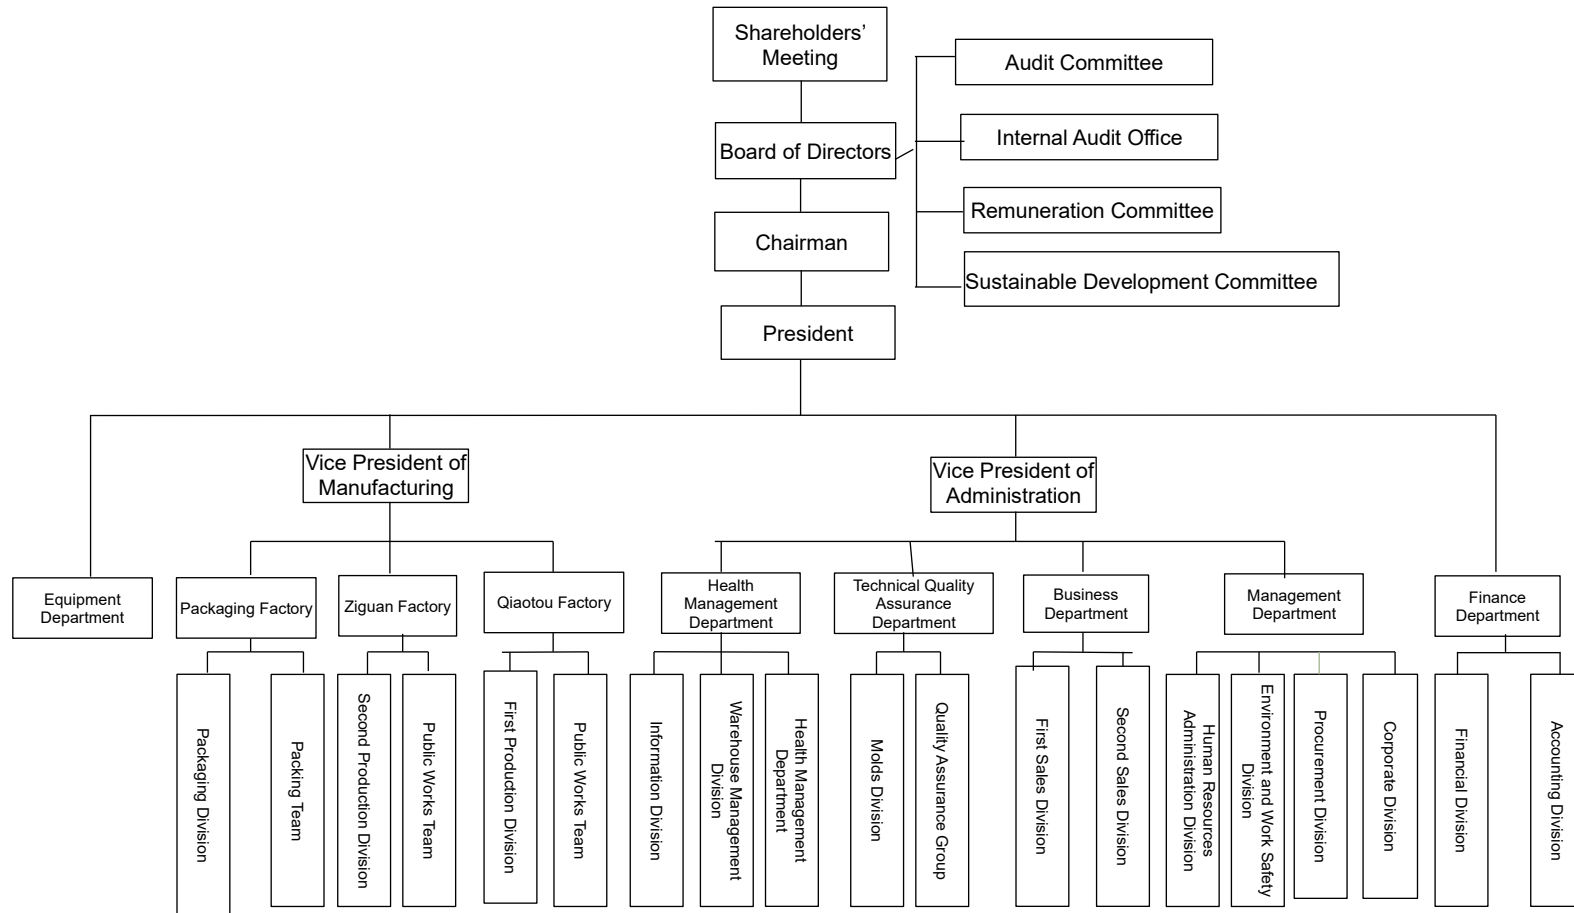 Shareholders’
Meeting
Audit Committee
Internal Audit Office
Board of Directors
Remuneration Committee
Chairman
Sustainable Development Committee
President
Vice President of
Manufacturing
Vice President of
Administration
Equipment
Department
Packaging Factory
Ziguan Factory
Qiaotou Factory
Health
Management
Department
Technical Quality
Assurance
Department
Business
Department
Management
Department
Finance
Department
Packaging Division
Packing Team
Second Production Division
Public Works Team
First Production Division
Public Works Team
Information Division
Warehouse Management
Division
Health Management
Department
Molds Division
Quality Assurance Group
First Sales Division
Second Sales Division
Human Resources
Administration Division
Environment and Work Safety
Division
Procurement Division
Corporate Division
Financial Division
Accounting Division